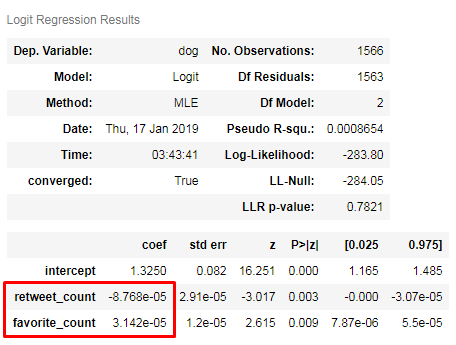 Logit Regression Results
Dep. Variable: dog No. Observations: 1566
Model: Logit Df Residuals: 1563
Method: MLE Df Model: 2
Date: Thu, 17 Jan 2019 Pseudo R-squ.: 0.0008654
Time: 03:43:41 Log-Likelihood: -283.80
converged: True LL-Null: -284.05
LLR p-value: 0.7821
coef std err z P>|z| [0.025 0.975]
intercept 1.3250 0.082 16.251 0.000 1.165 1.485
retweet_count -8.768e-05 2.91e-05 -3.017 0.003 -0.000 -3.07e-05
favorite_count 3.142e-05 1.2e-05 2.615 0.009 7.87e-06 5.5e-05